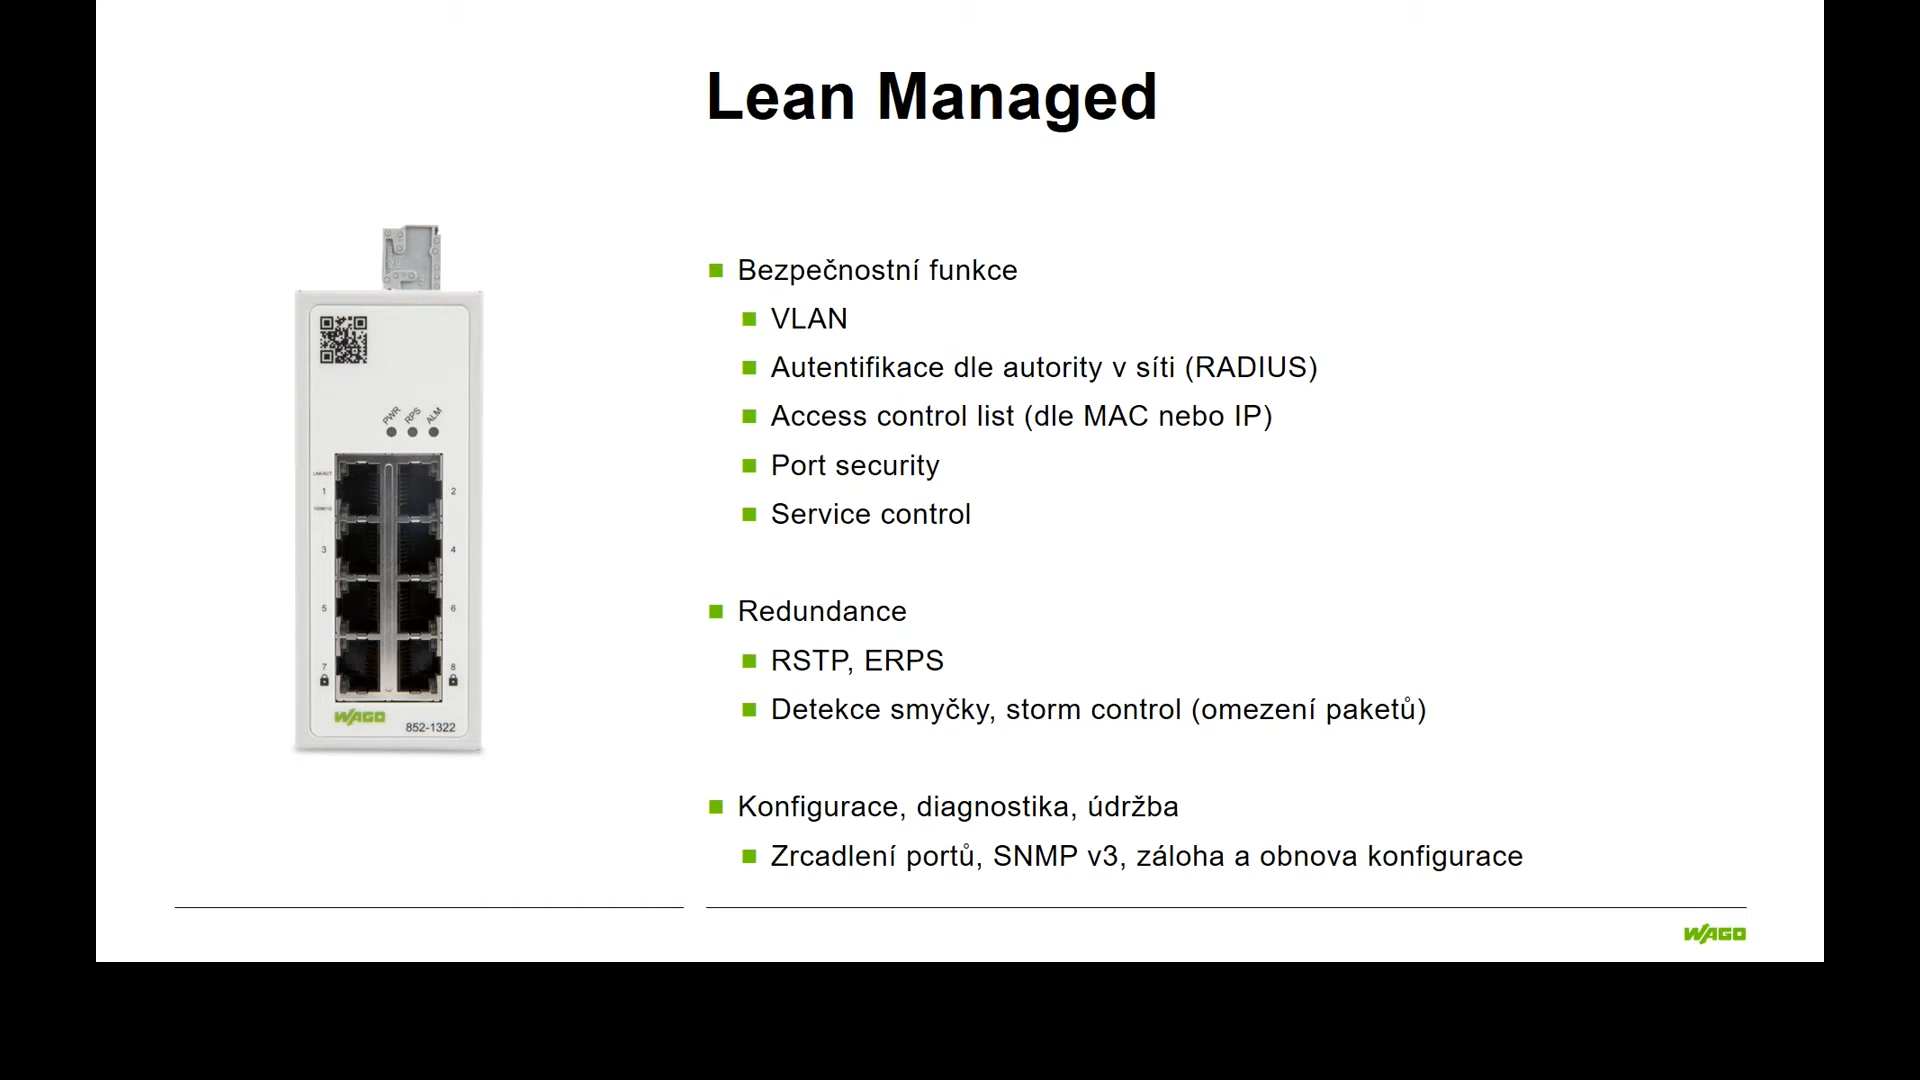 Lean Managed
Bezpečnostní funkce
VLAN
Autentifikace dle autority v síti (RADIUS)
Access control list (dle MAC nebo IP)
Port security
Service control
Redundance
RSTP, ERPS
Detekce smyčky, storm control (omezení paketů)
Konfigurace, diagnostika, údržba
Zrcadlení portů, SNMP v3, záloha a obnova konfigurace
PWR RPS ALM
1 2
3 4
5 6
7 8
WAGO
852-1322
WAGO